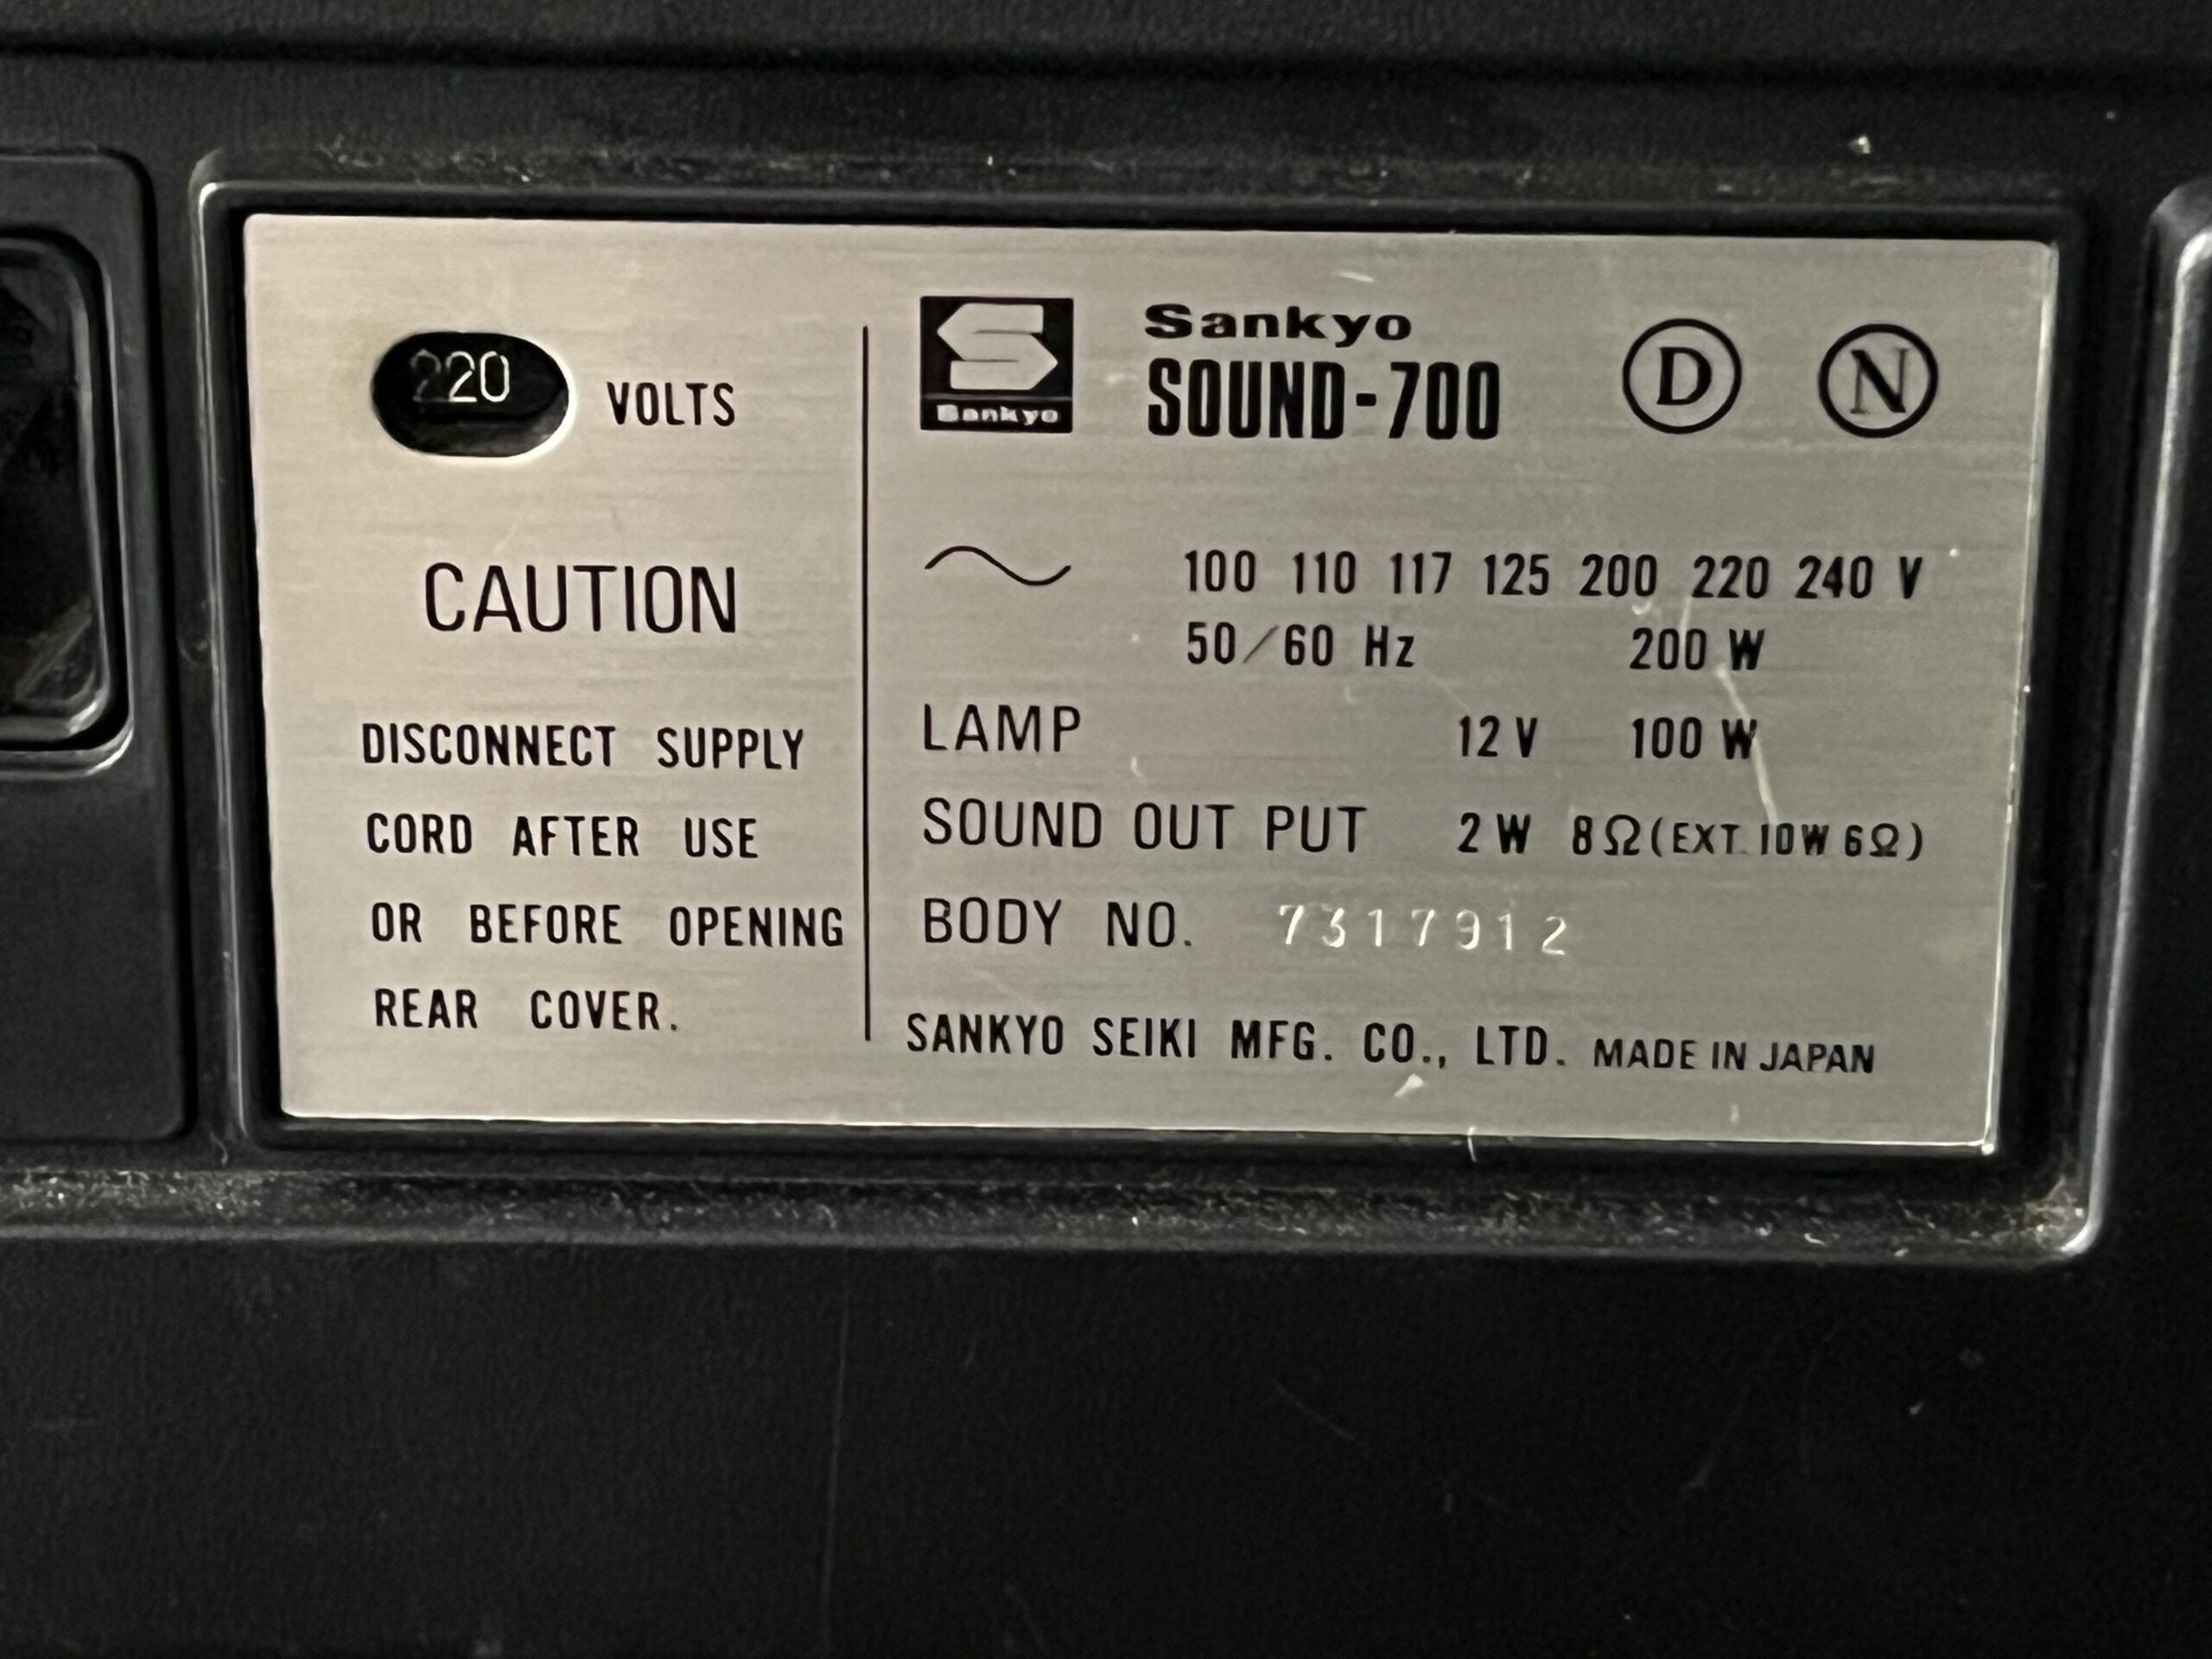 220 VOLTS
CAUTION
DISCONNECT SUPPLY
CORD AFTER USE
OR BEFORE OPENING
REAR COVER.
S
Sankyo
Sankyo
SOUND-700
D N
~ 100 110 117 125 200 220 240 V
50/60 Hz 200 W
LAMP 12 V 100 W
SOUND OUT PUT 2 W 8Ω (EXT. 10W 6Ω)
BODY NO. 7317912
SANKYO SEIKI MFG. CO., LTD. MADE IN JAPAN